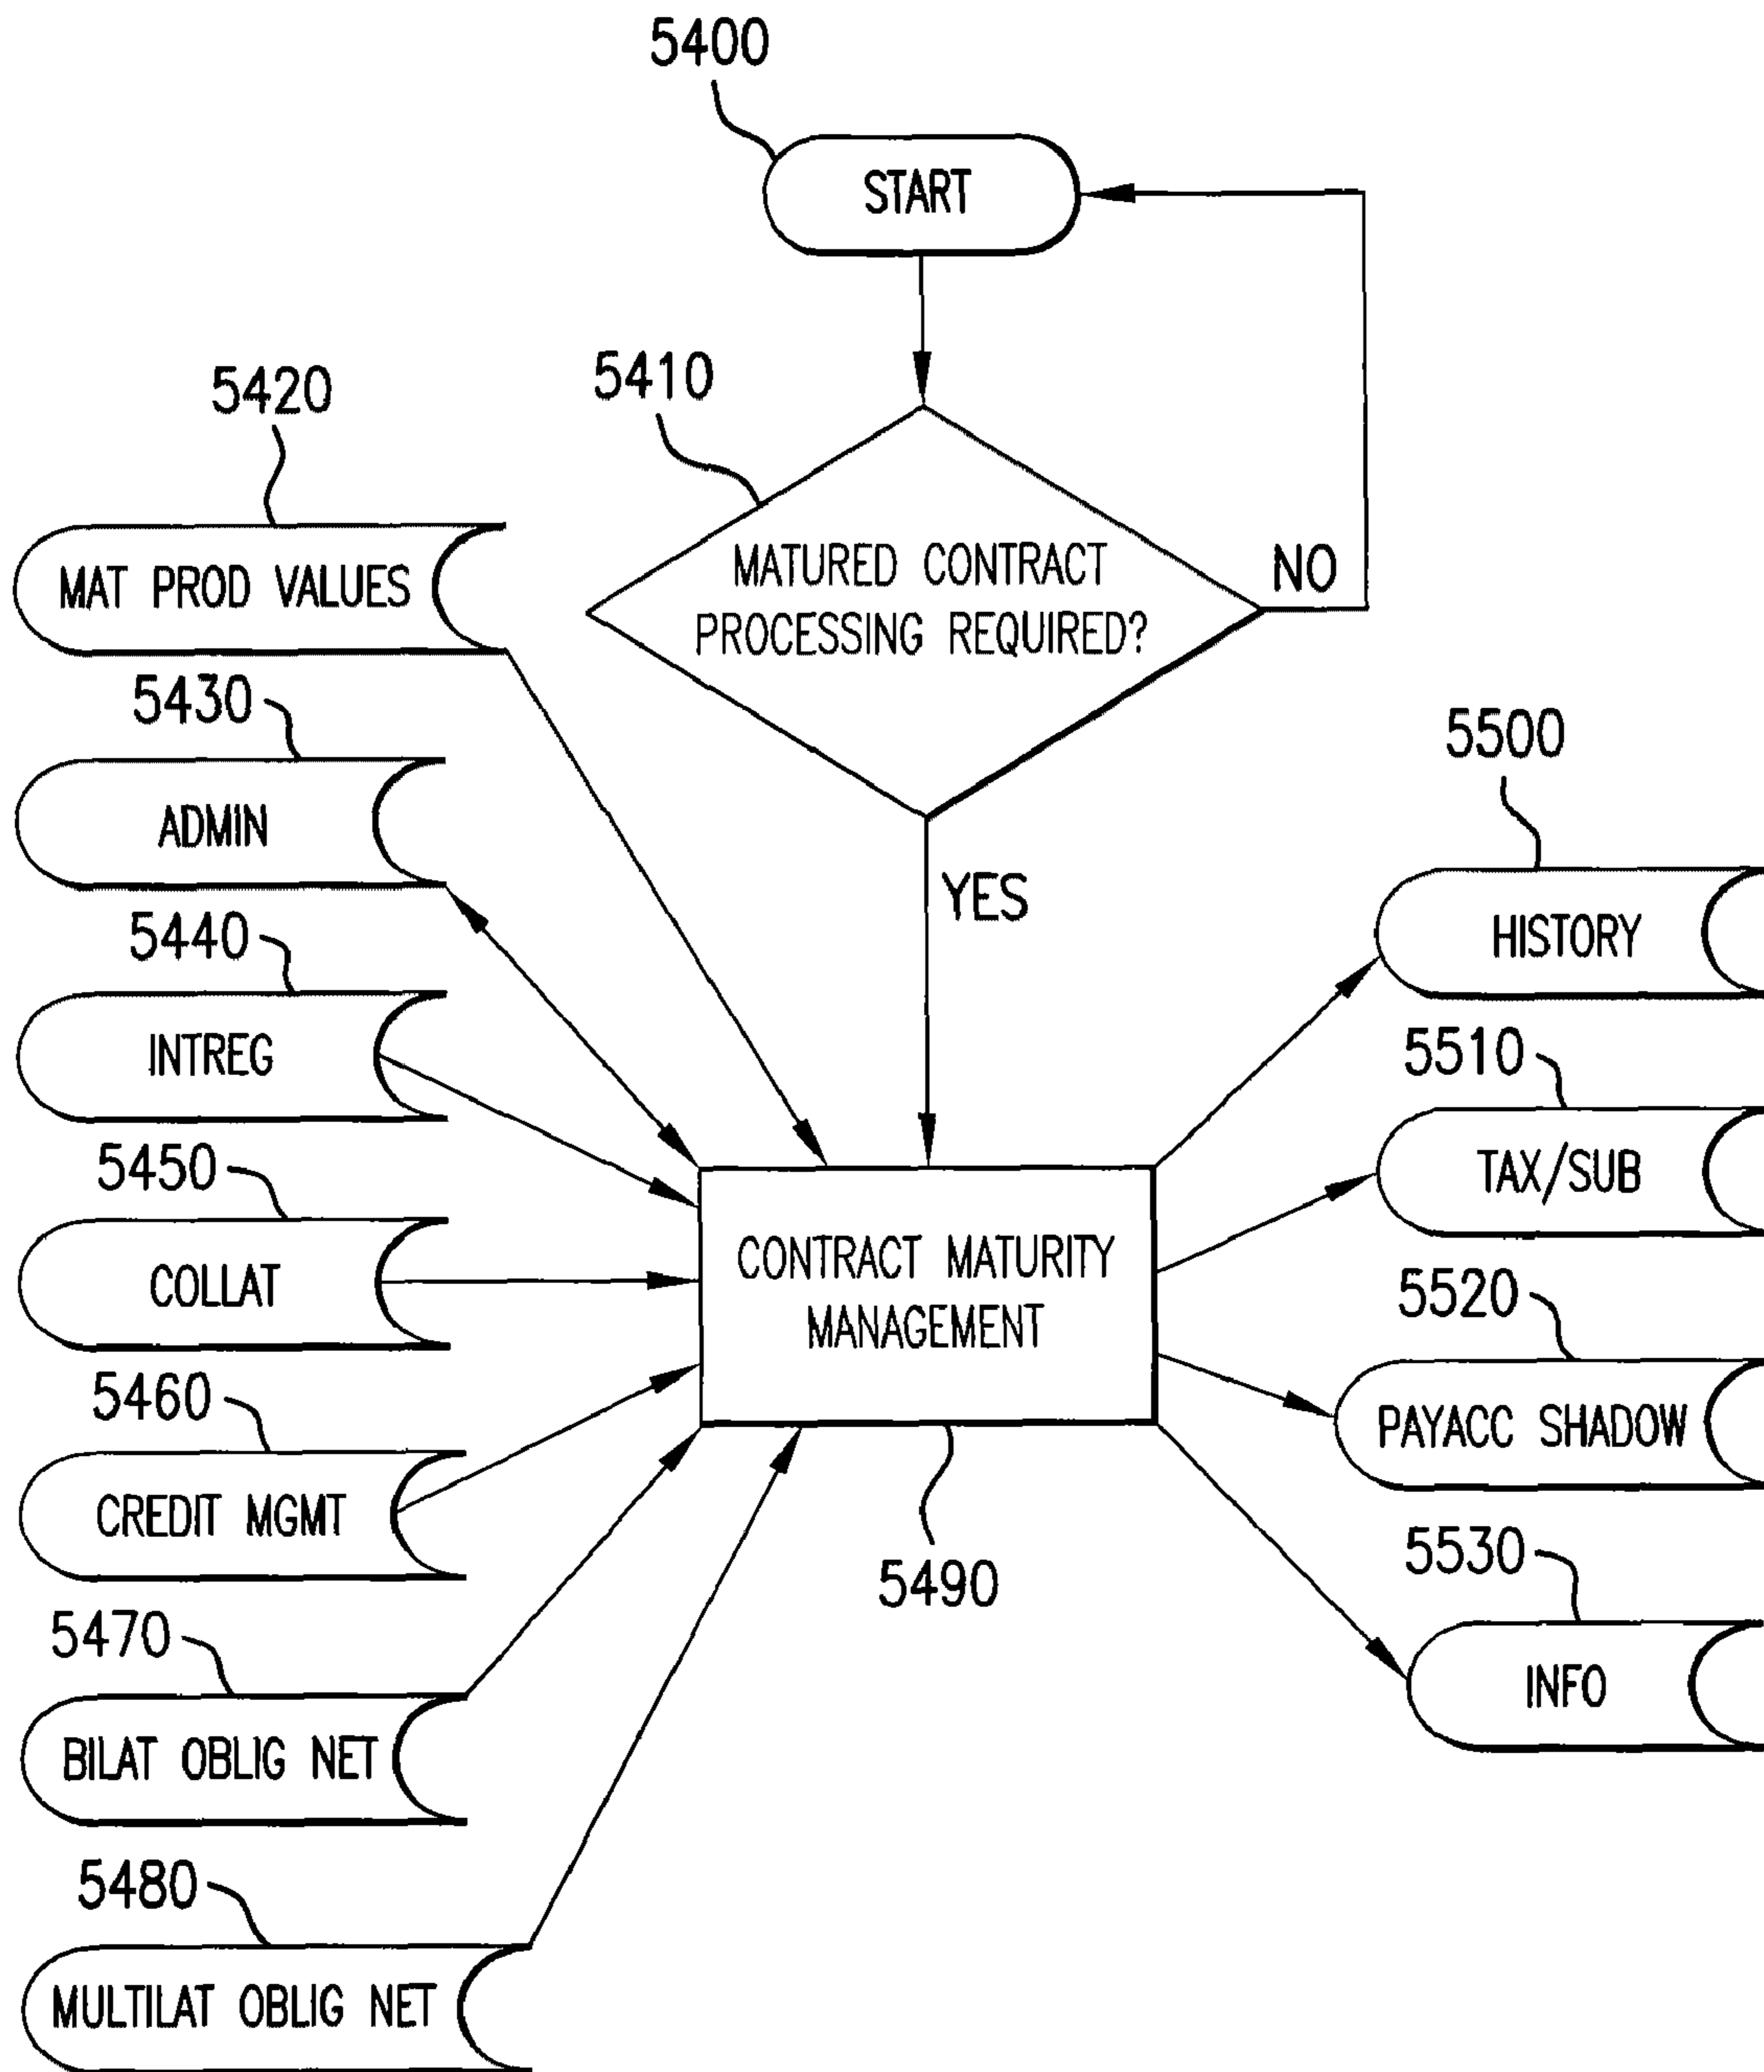 5400
START
5410
MATURED CONTRACT
PROCESSING REQUIRED?
NO
YES
5420
MAT PROD VALUES
5430
ADMIN
5440
INTREG
5450
COLLAT
5460
CREDIT MGMT
5470
BILAT OBLIG NET
5480
MULTILAT OBLIG NET
CONTRACT MATURITY
MANAGEMENT
5490
5500
HISTORY
5510
TAX/SUB
5520
PAYACC SHADOW
5530
INFO